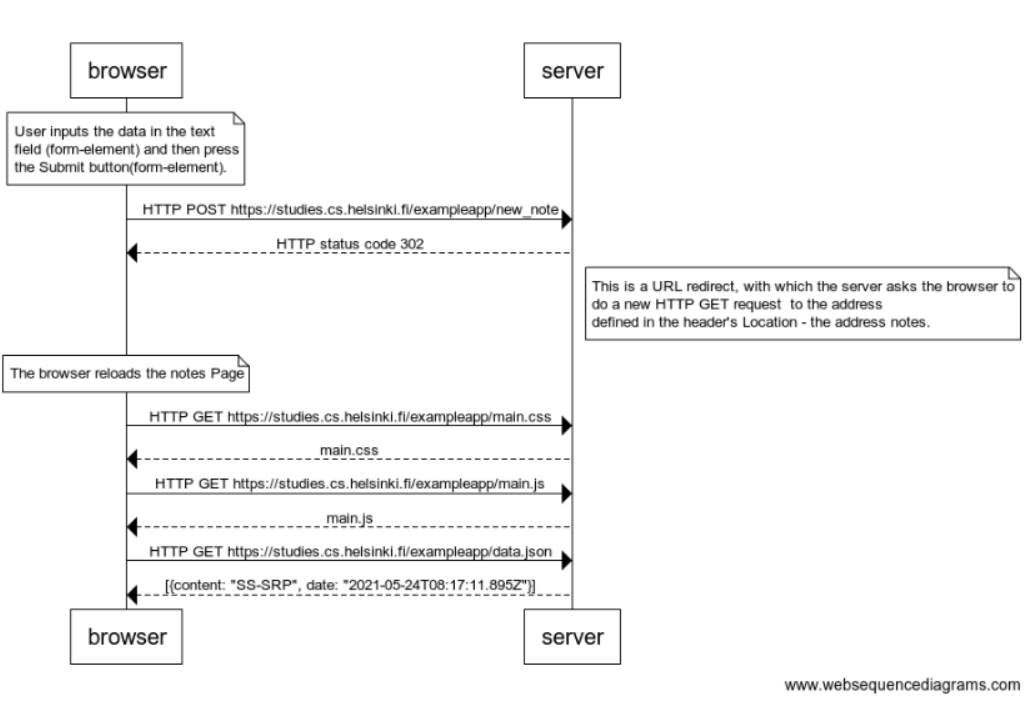 browser
server
User inputs the data in the text
field (form-element) and then press
the Submit button(form-element).
HTTP POST https://studies.cs.helsinki.fi/exampleapp/new_note
HTTP status code 302
This is a URL redirect, with which the server asks the browser to
do a new HTTP GET request  to the address
defined in the header's Location - the address notes.
The browser reloads the notes Page
HTTP GET https://studies.cs.helsinki.fi/exampleapp/main.css
main.css
HTTP GET https://studies.cs.helsinki.fi/exampleapp/main.js
main.js
HTTP GET https://studies.cs.helsinki.fi/exampleapp/data.json
[{content: "SS-SRP", date: "2021-05-24T08:17:11.895Z"}]
browser
server
www.websequencediagrams.com